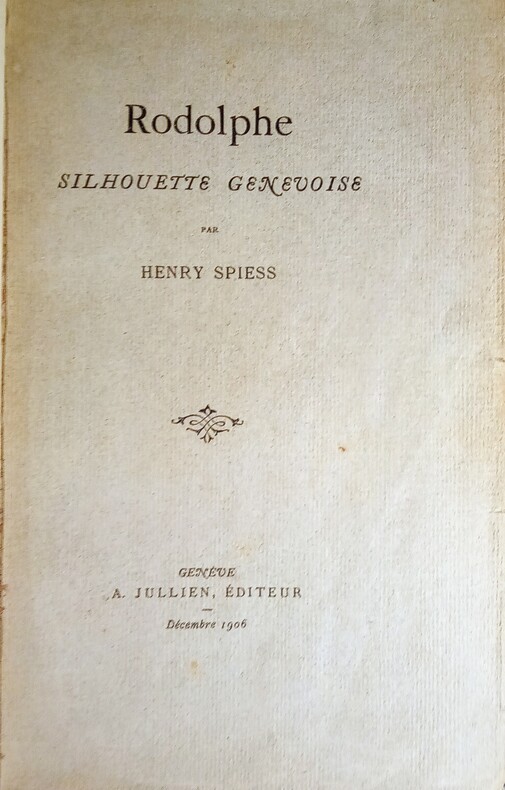 Rodolphe
SILHOUETTE GENEVOISE
PAR
HENRY SPIESS
GENÈVE
A. JULLIEN, ÉDITEUR
Décembre 1906